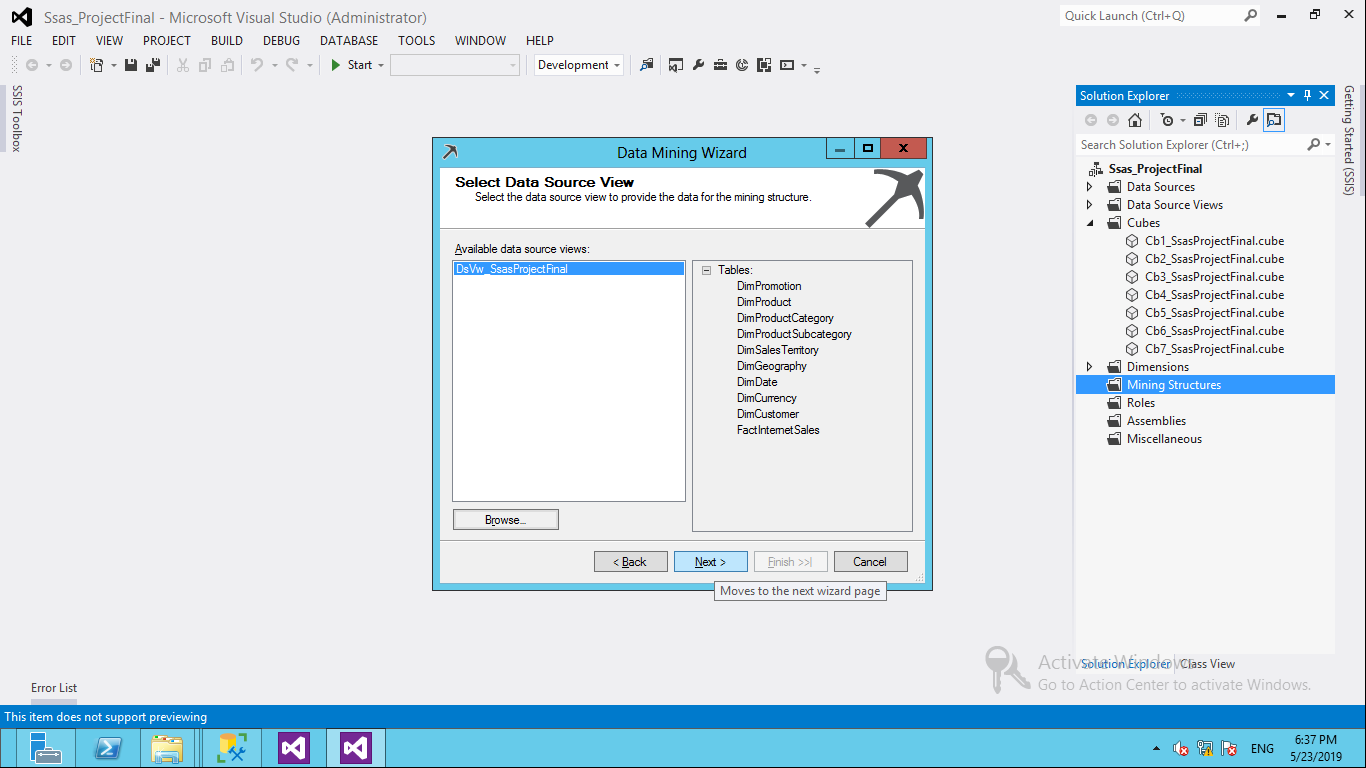 Ssas_ProjectFinal - Microsoft Visual Studio (Administrator)
Quick Launch (Ctrl+Q)
FILE EDIT VIEW PROJECT BUILD DEBUG DATABASE TOOLS WINDOW HELP
Start
Development
SSIS Toolbox
Data Mining Wizard
Select Data Source View
Select the data source view to provide the data for the mining structure.
Available data source views:
DsVw_SsasProjectFinal
Tables:
DimPromotion
DimProduct
DimProductCategory
DimProductSubcategory
DimSalesTerritory
DimGeography
DimDate
DimCurrency
DimCustomer
FactInternetSales
Browse...
< Back
Next >
Finish >>|
Cancel
Moves to the next wizard page
Solution Explorer
Search Solution Explorer (Ctrl+;)
Ssas_ProjectFinal
Data Sources
Data Source Views
Cubes
Cb1_SsasProjectFinal.cube
Cb2_SsasProjectFinal.cube
Cb3_SsasProjectFinal.cube
Cb4_SsasProjectFinal.cube
Cb5_SsasProjectFinal.cube
Cb6_SsasProjectFinal.cube
Cb7_SsasProjectFinal.cube
Dimensions
Mining Structures
Roles
Assemblies
Miscellaneous
Getting Started (SSIS)
Solution Explorer Class View
Activate Windows
Go to Action Center to activate Windows.
Error List
This item does not support previewing
ENG
6:37 PM
5/23/2019